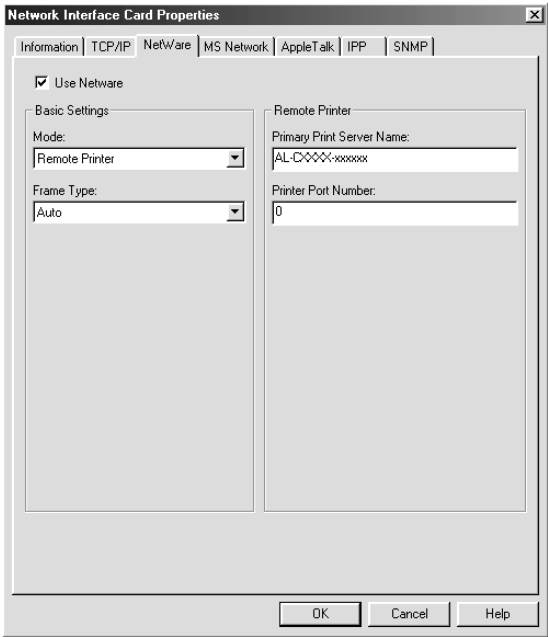 Network Interface Card Properties
Information TCP/IP NetWare MS Network AppleTalk IPP SNMP
Use Netware
Basic Settings
Mode:
Remote Printer
Frame Type:
Auto
Remote Printer
Primary Print Server Name:
AL-CXXXX-xxxxxx
Printer Port Number:
0
OK Cancel Help